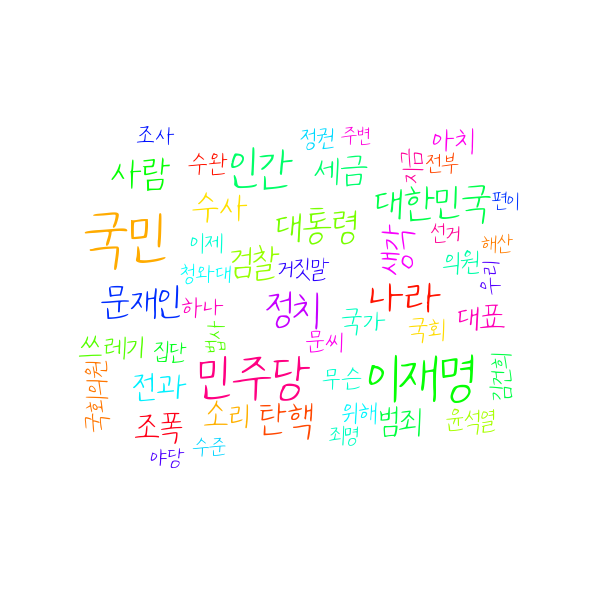 조사
정권
주변
아치
사람
수완
인간
세금
지금
전부
국민
수사
대통령
대한민국
편이
이제
검찰
거짓말
생각
선거
의원
해산
우리
청와대
문재인
하나
정치
나라
국가
국회
대표
쓰레기
집단
법사
문씨
국회의원
전과
민주당
무슨
이재명
김건희
조폭
소리
탄핵
위해
범죄
윤석열
야당
수준
죄명